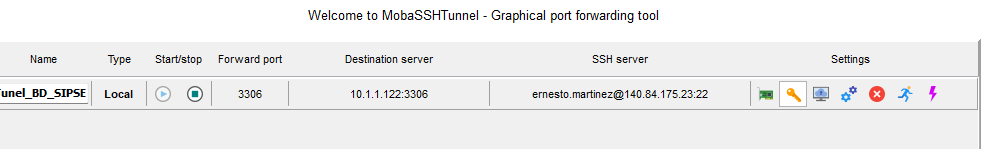 Welcome to MobaSSHTunnel - Graphical port forwarding tool
Name Type Start/stop Forward port Destination server SSH server Settings
unel_BD_SIPSE Local 3306 10.1.1.122:3306 ernesto.martinez@140.84.175.23:22